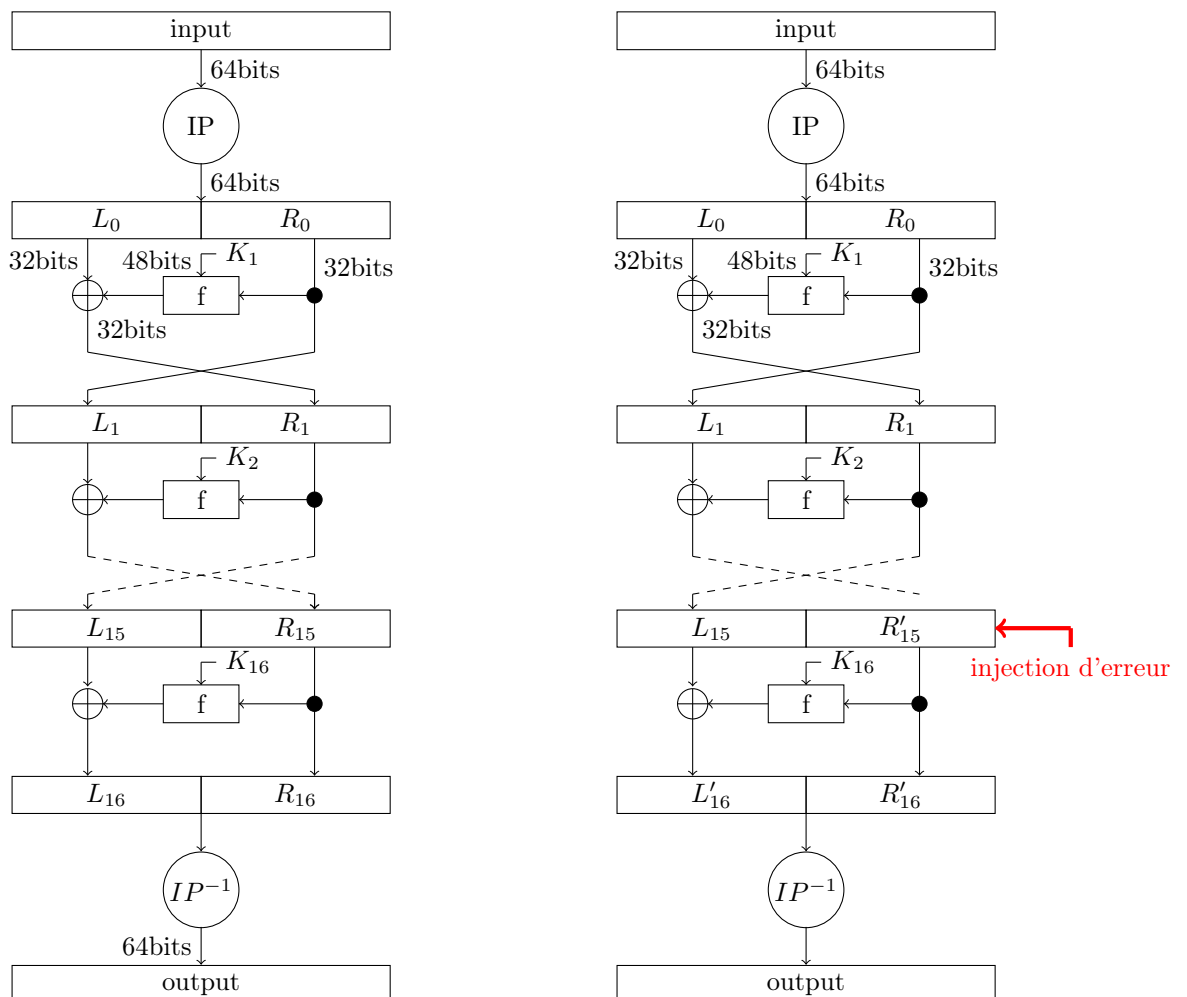 input
64bits
IP
64bits
L₀ R₀
32bits 48bits K₁ 32bits
f
32bits
L₁ R₁
K₂
f
L₁₅ R₁₅
K₁₆
f
L₁₆ R₁₆
IP⁻¹
64bits
output
input
64bits
IP
64bits
L₀ R₀
32bits 48bits K₁ 32bits
f
32bits
L₁ R₁
K₂
f
L₁₅ R′₁₅
injection d'erreur
K₁₆
f
L′₁₆ R′₁₆
IP⁻¹
output